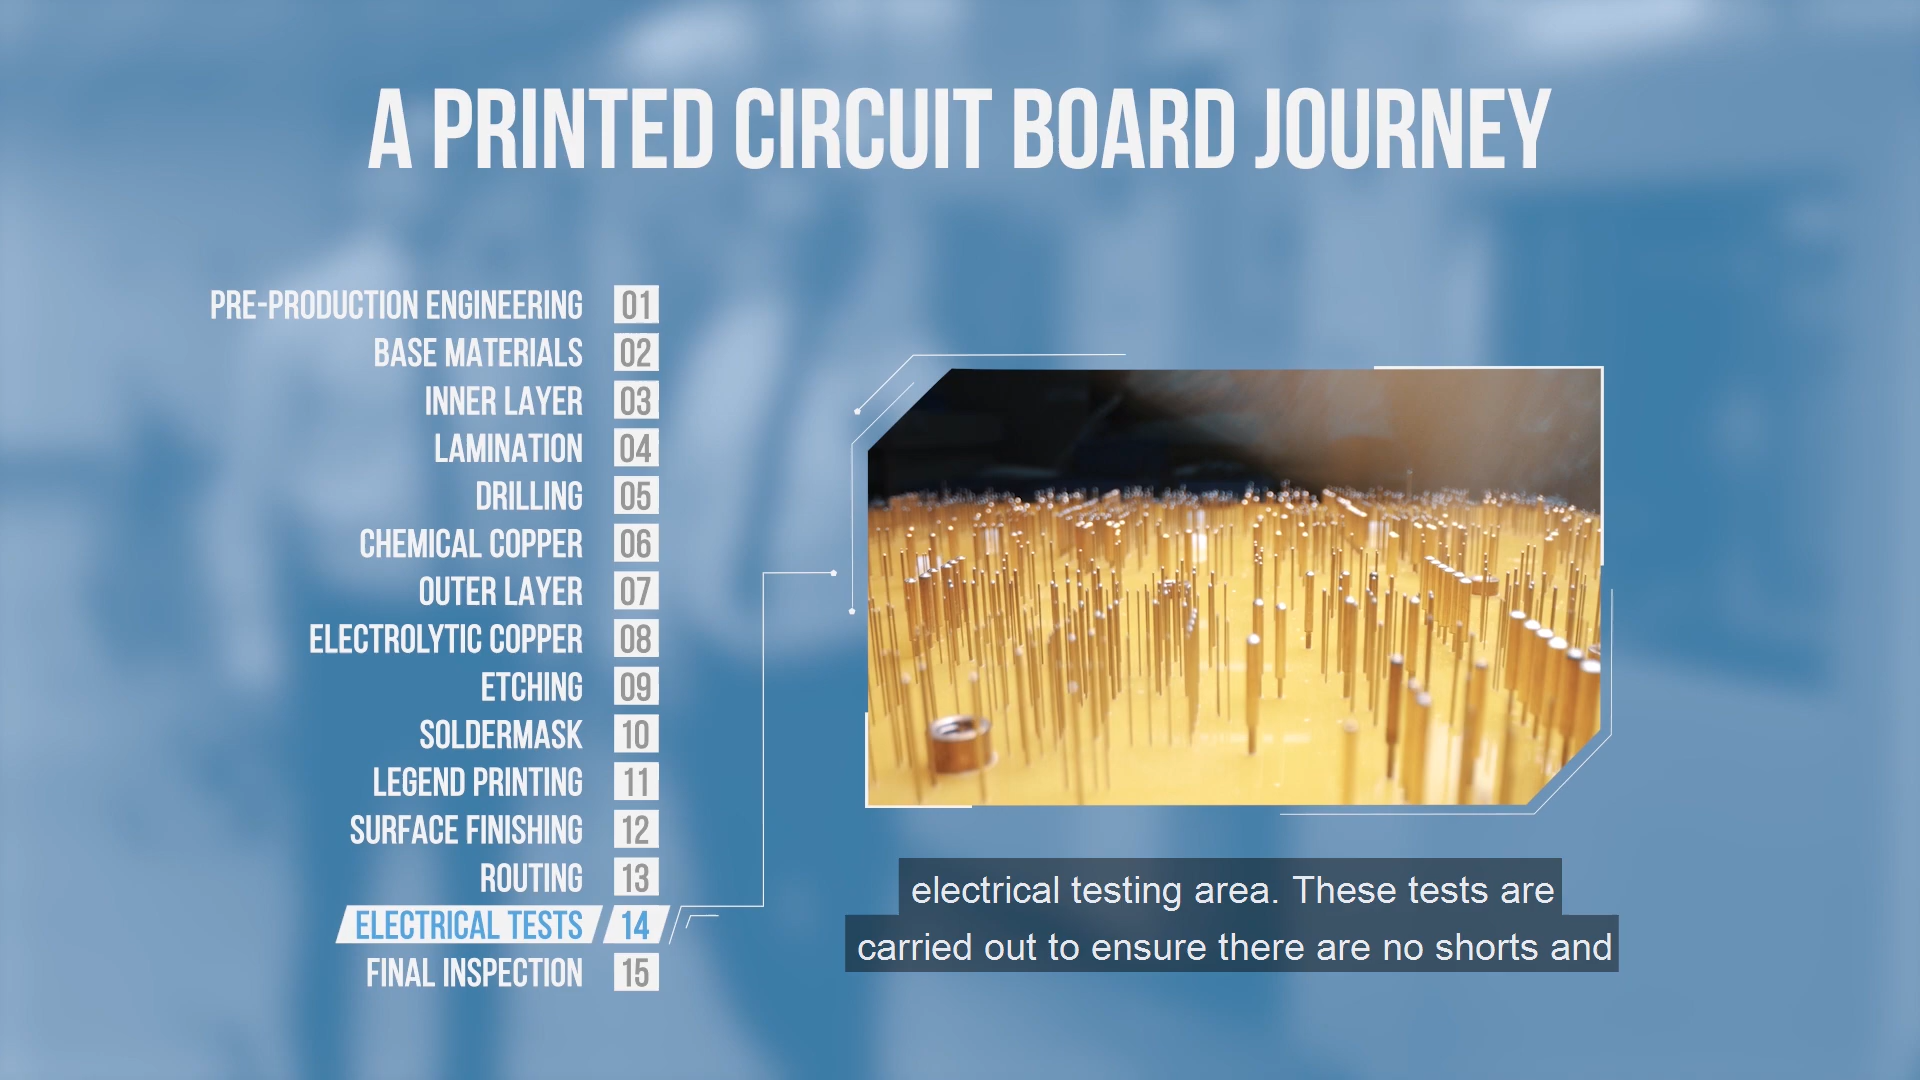 A PRINTED CIRCUIT BOARD JOURNEY
PRE-PRODUCTION ENGINEERING 01
BASE MATERIALS 02
INNER LAYER 03
LAMINATION 04
DRILLING 05
CHEMICAL COPPER 06
OUTER LAYER 07
ELECTROLYTIC COPPER 08
ETCHING 09
SOLDERMASK 10
LEGEND PRINTING 11
SURFACE FINISHING 12
ROUTING 13
ELECTRICAL TESTS 14
FINAL INSPECTION 15
electrical testing area. These tests are
carried out to ensure there are no shorts and